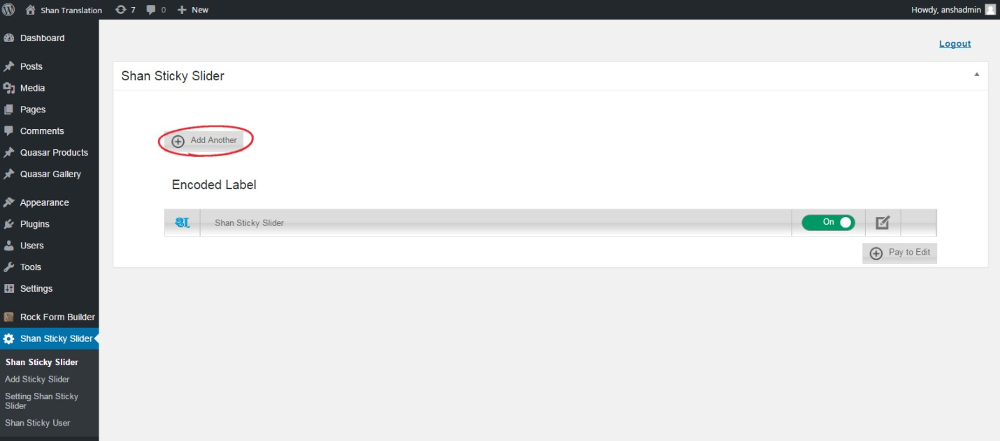 Shan Translation 7 0 New Howdy, anshadmin
Dashboard
Posts
Media
Pages
Comments
Quasar Products
Quasar Gallery
Appearance
Plugins
Users
Tools
Settings
Rock Form Builder
Shan Sticky Slider
Shan Sticky Slider
Add Sticky Slider
Setting Shan Sticky
Slider
Shan Sticky User
Logout
Shan Sticky Slider
Add Another
Encoded Label
Shan Sticky Slider On
Pay to Edit